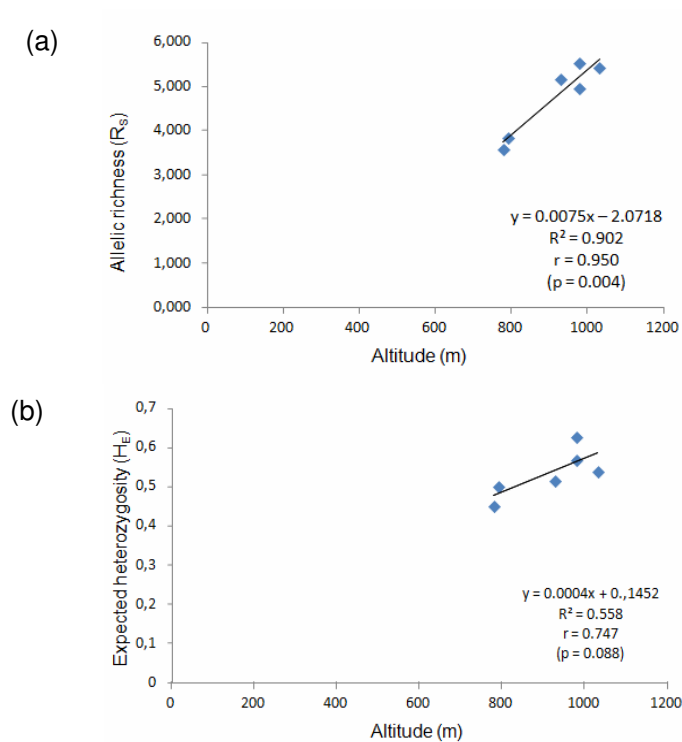 (a)
Allelic richness (RS)
6,000
5,000
4,000
3,000
2,000
1,000
0,000
y = 0.0075x – 2.0718
R² = 0.902
r = 0.950
(p = 0.004)
0 200 400 600 800 1000 1200
Altitude (m)
(b)
Expected heterozygosity (HE)
0,7
0,6
0,5
0,4
0,3
0,2
0,1
0
y = 0.0004x + 0.,1452
R² = 0.558
r = 0.747
(p = 0.088)
0 200 400 600 800 1000 1200
Altitude (m)